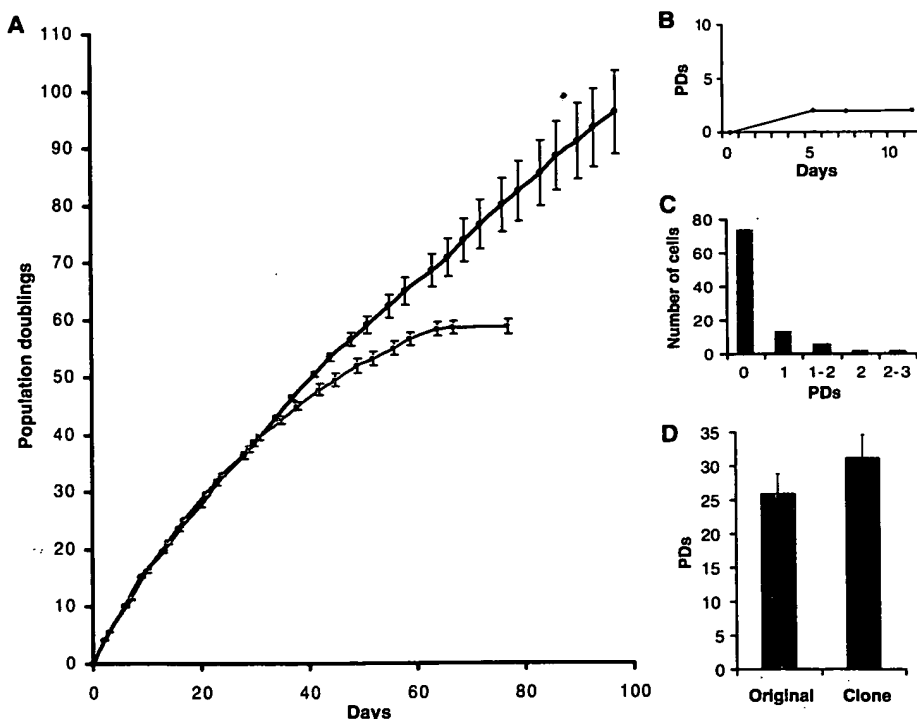 A
110
100
90
80
70
60
50
40
30
20
10
0
Population doublings
0 20 40 60 80 100
Days
B
10
5
0
PDs
0 5 10
Days
C
80
60
40
20
0
Number of cells
0 1 1-2 2 2-3
PDs
D
35
30
25
20
15
10
5
0
PDs
Original Clone